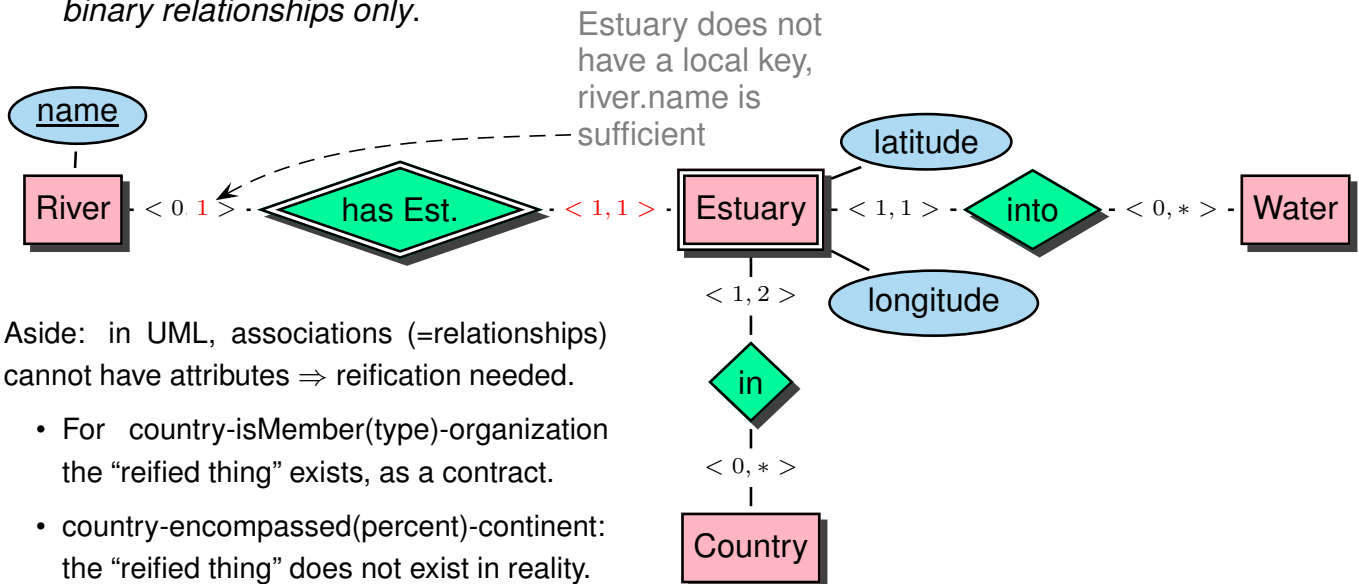 binary relationships only.
Estuary does not
have a local key,
river.name is
sufficient
name
latitude
River
< 0, 1 >
has Est.
< 1, 1 >
Estuary
< 1, 1 >
into
< 0, ∗ >
Water
< 1, 2 >
longitude
Aside: in UML, associations (=relationships)
cannot have attributes ⇒ reification needed.
in
• For country-isMember(type)-organization
the “reified thing” exists, as a contract.
< 0, ∗ >
• country-encompassed(percent)-continent:
the “reified thing” does not exist in reality.
Country